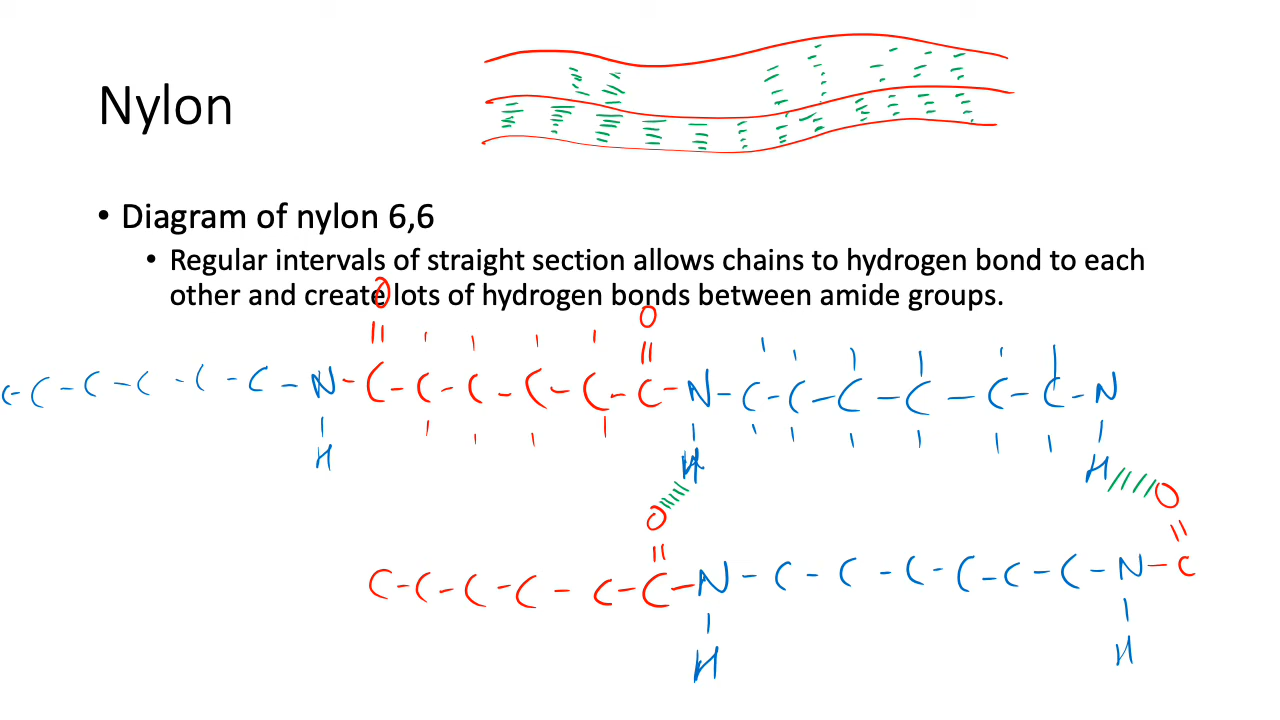 Nylon
• Diagram of nylon 6,6
• Regular intervals of straight section allows chains to hydrogen bond to each
other and create lots of hydrogen bonds between amide groups.
O
O
C-C-C-C-C-C-N-C-C-C-C-C-C-N-C-C-C-C-C-C-N
H H H
O O
C-C-C-C-C-C-N-C-C-C-C-C-C-N-C
H H